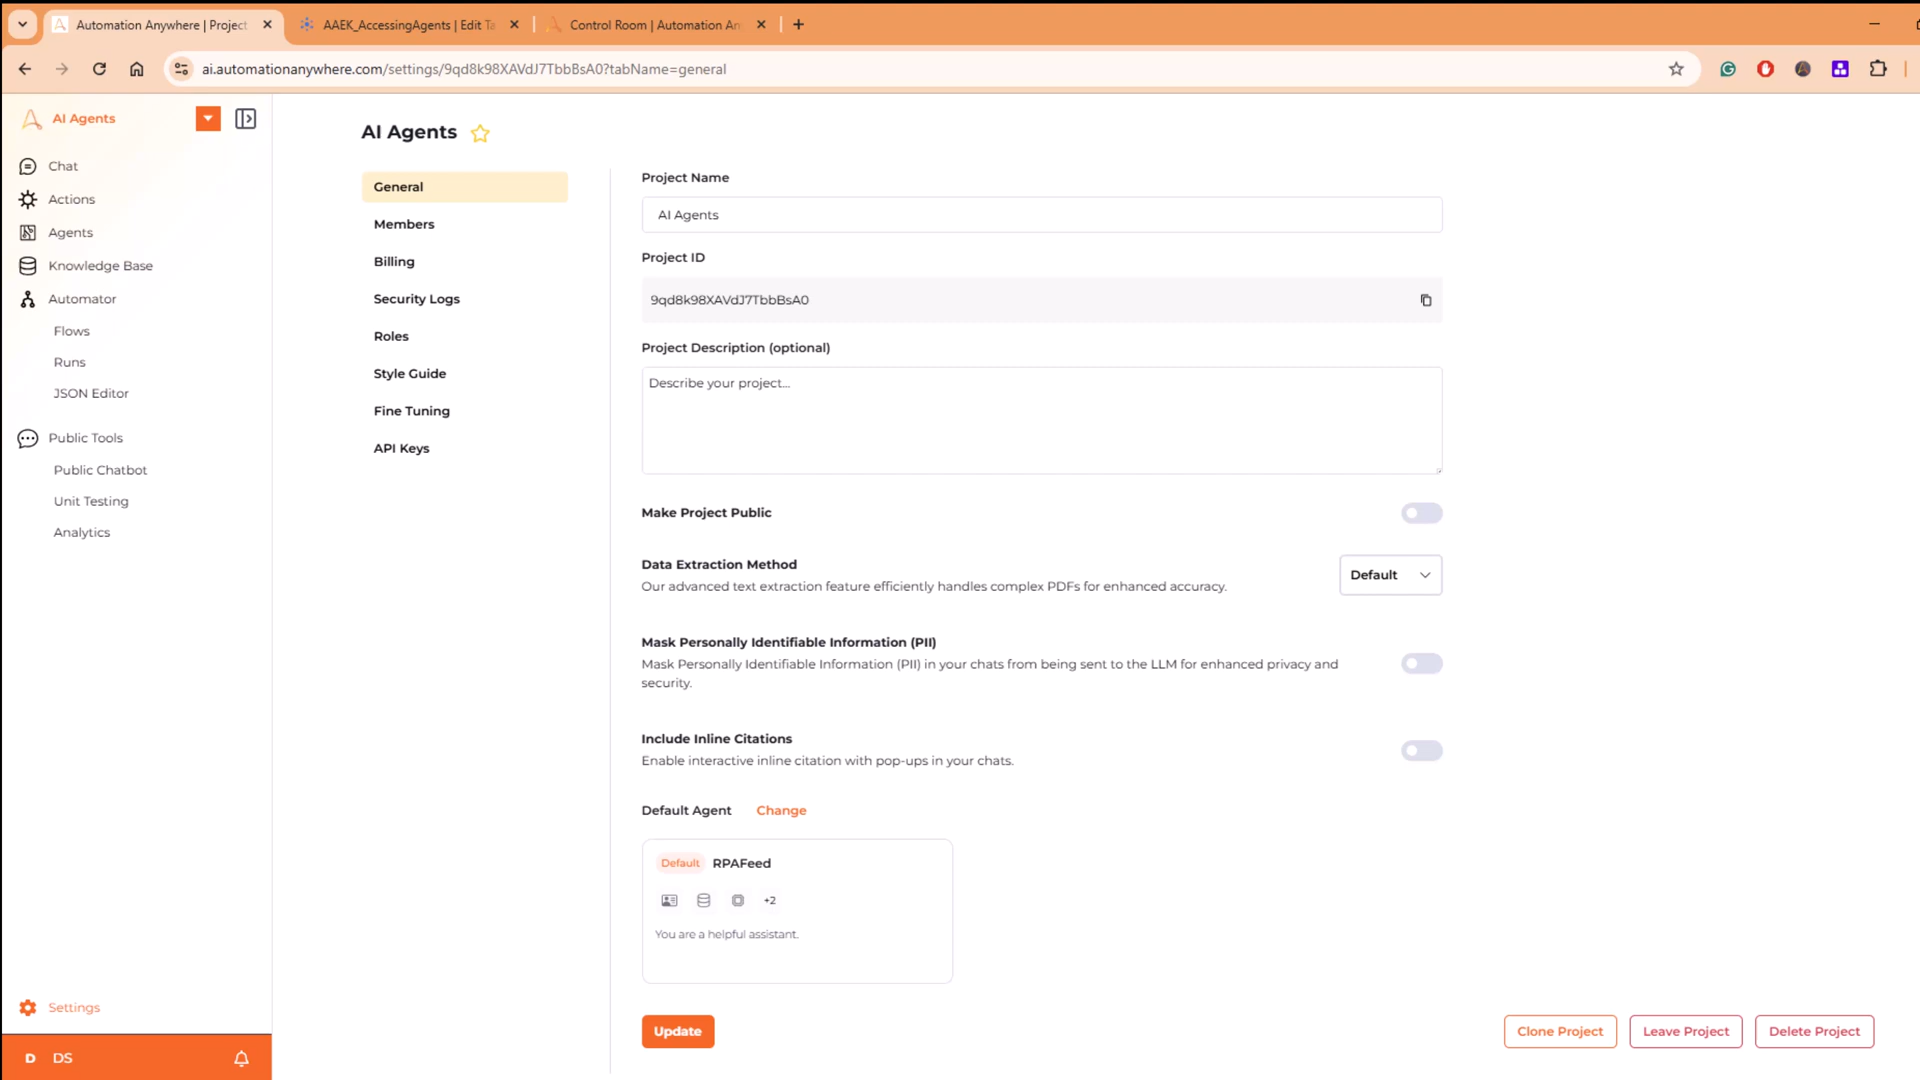 Automation Anywhere | Project
AAEK_AccessingAgents | Edit Ta
Control Room | Automation An
ai.automationanywhere.com/settings/9qd8k98XAVdJ7TbbBsA0?tabName=general
AI Agents
Chat
Actions
Agents
Knowledge Base
Automator
Flows
Runs
JSON Editor
Public Tools
Public Chatbot
Unit Testing
Analytics
Settings
D DS
AI Agents
General
Members
Billing
Security Logs
Roles
Style Guide
Fine Tuning
API Keys
Project Name
AI Agents
Project ID
9qd8k98XAVdJ7TbbBsA0
Project Description (optional)
Describe your project...
Make Project Public
Data Extraction Method
Our advanced text extraction feature efficiently handles complex PDFs for enhanced accuracy.
Default
Mask Personally Identifiable Information (PII)
Mask Personally Identifiable Information (PII) in your chats from being sent to the LLM for enhanced privacy and
security.
Include Inline Citations
Enable interactive inline citation with pop-ups in your chats.
Default Agent Change
Default RPAFeed
+2
You are a helpful assistant.
Update
Clone Project
Leave Project
Delete Project